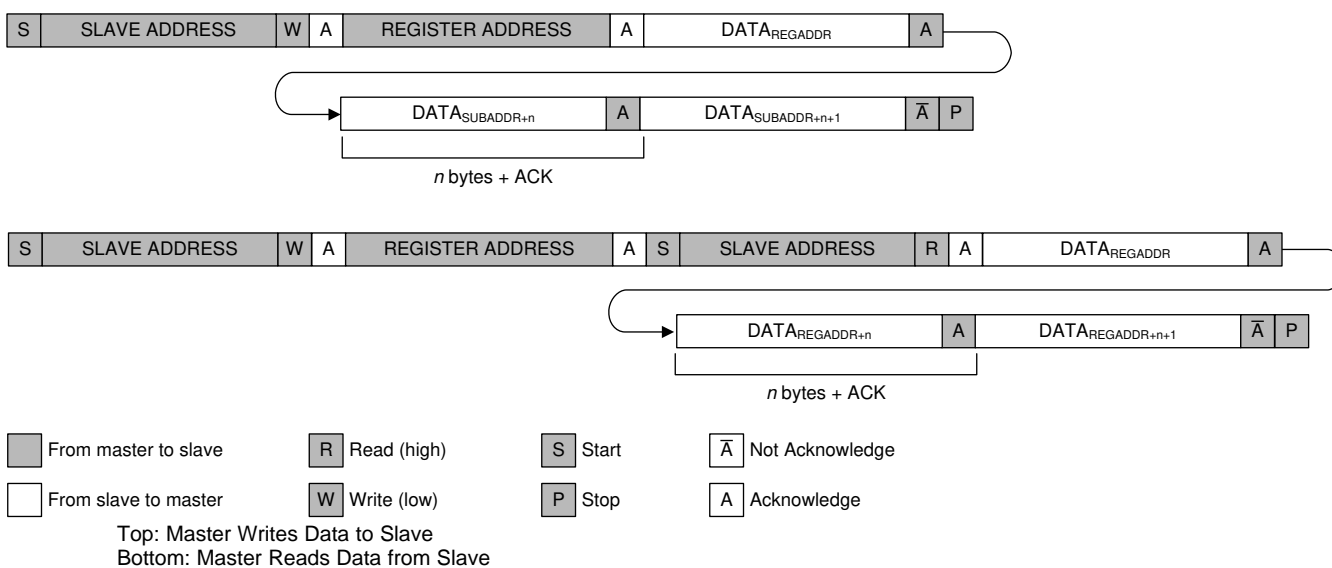 S SLAVE ADDRESS W A REGISTER ADDRESS A DATAREGADDR A
DATASUBADDR+n A DATASUBADDR+n+1 A̅ P
n bytes + ACK
S SLAVE ADDRESS W A REGISTER ADDRESS A S SLAVE ADDRESS R A DATAREGADDR A
DATAREGADDR+n A DATAREGADDR+n+1 A̅ P
n bytes + ACK
From master to slave R Read (high) S Start A̅ Not Acknowledge
From slave to master W Write (low) P Stop A Acknowledge
Top: Master Writes Data to Slave
Bottom: Master Reads Data from Slave